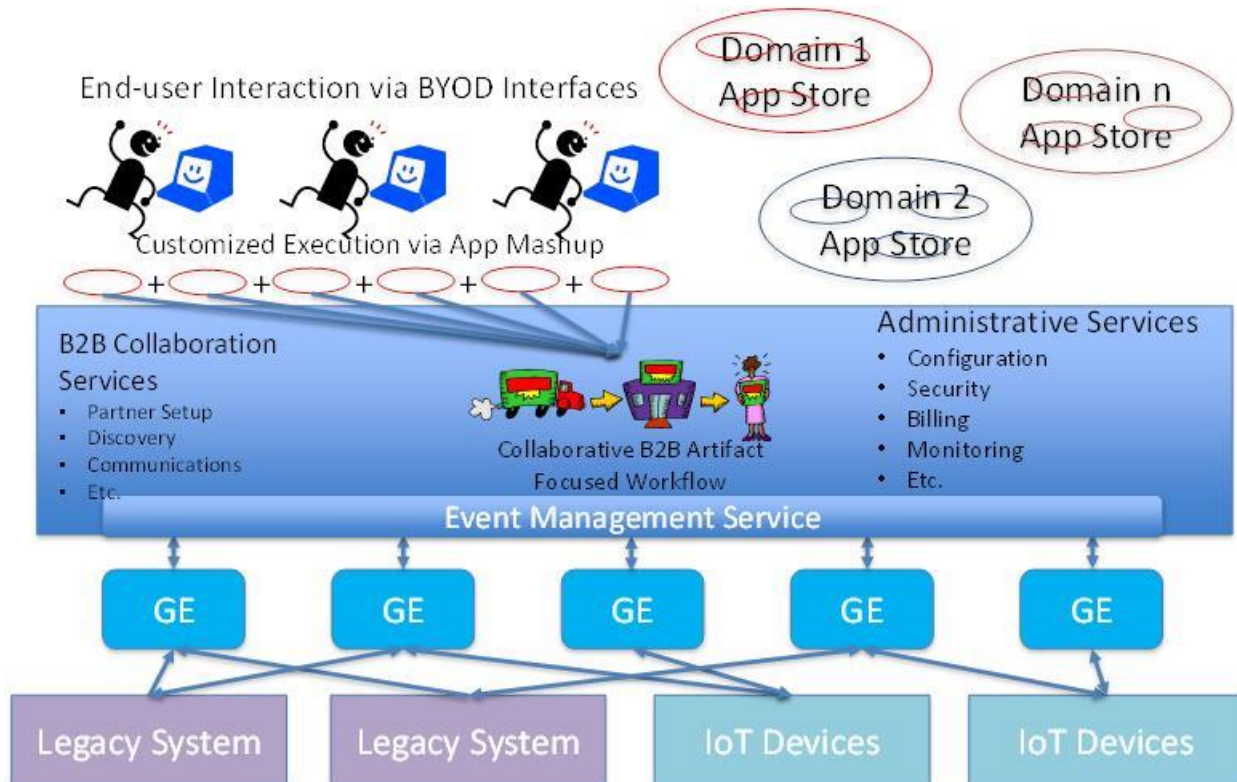 Domain 1
App Store
Domain n
App Store
End-user Interaction via BYOD Interfaces
Domain 2
App Store
Customized Execution via App Mashup
+ + + + +
B2B Collaboration
Services
▪ Partner Setup
▪ Discovery
▪ Communications
▪ Etc.
Collaborative B2B Artifact
Focused Workflow
Administrative Services
• Configuration
• Security
• Billing
• Monitoring
• Etc.
Event Management Service
GE GE GE GE GE
Legacy System Legacy System IoT Devices IoT Devices